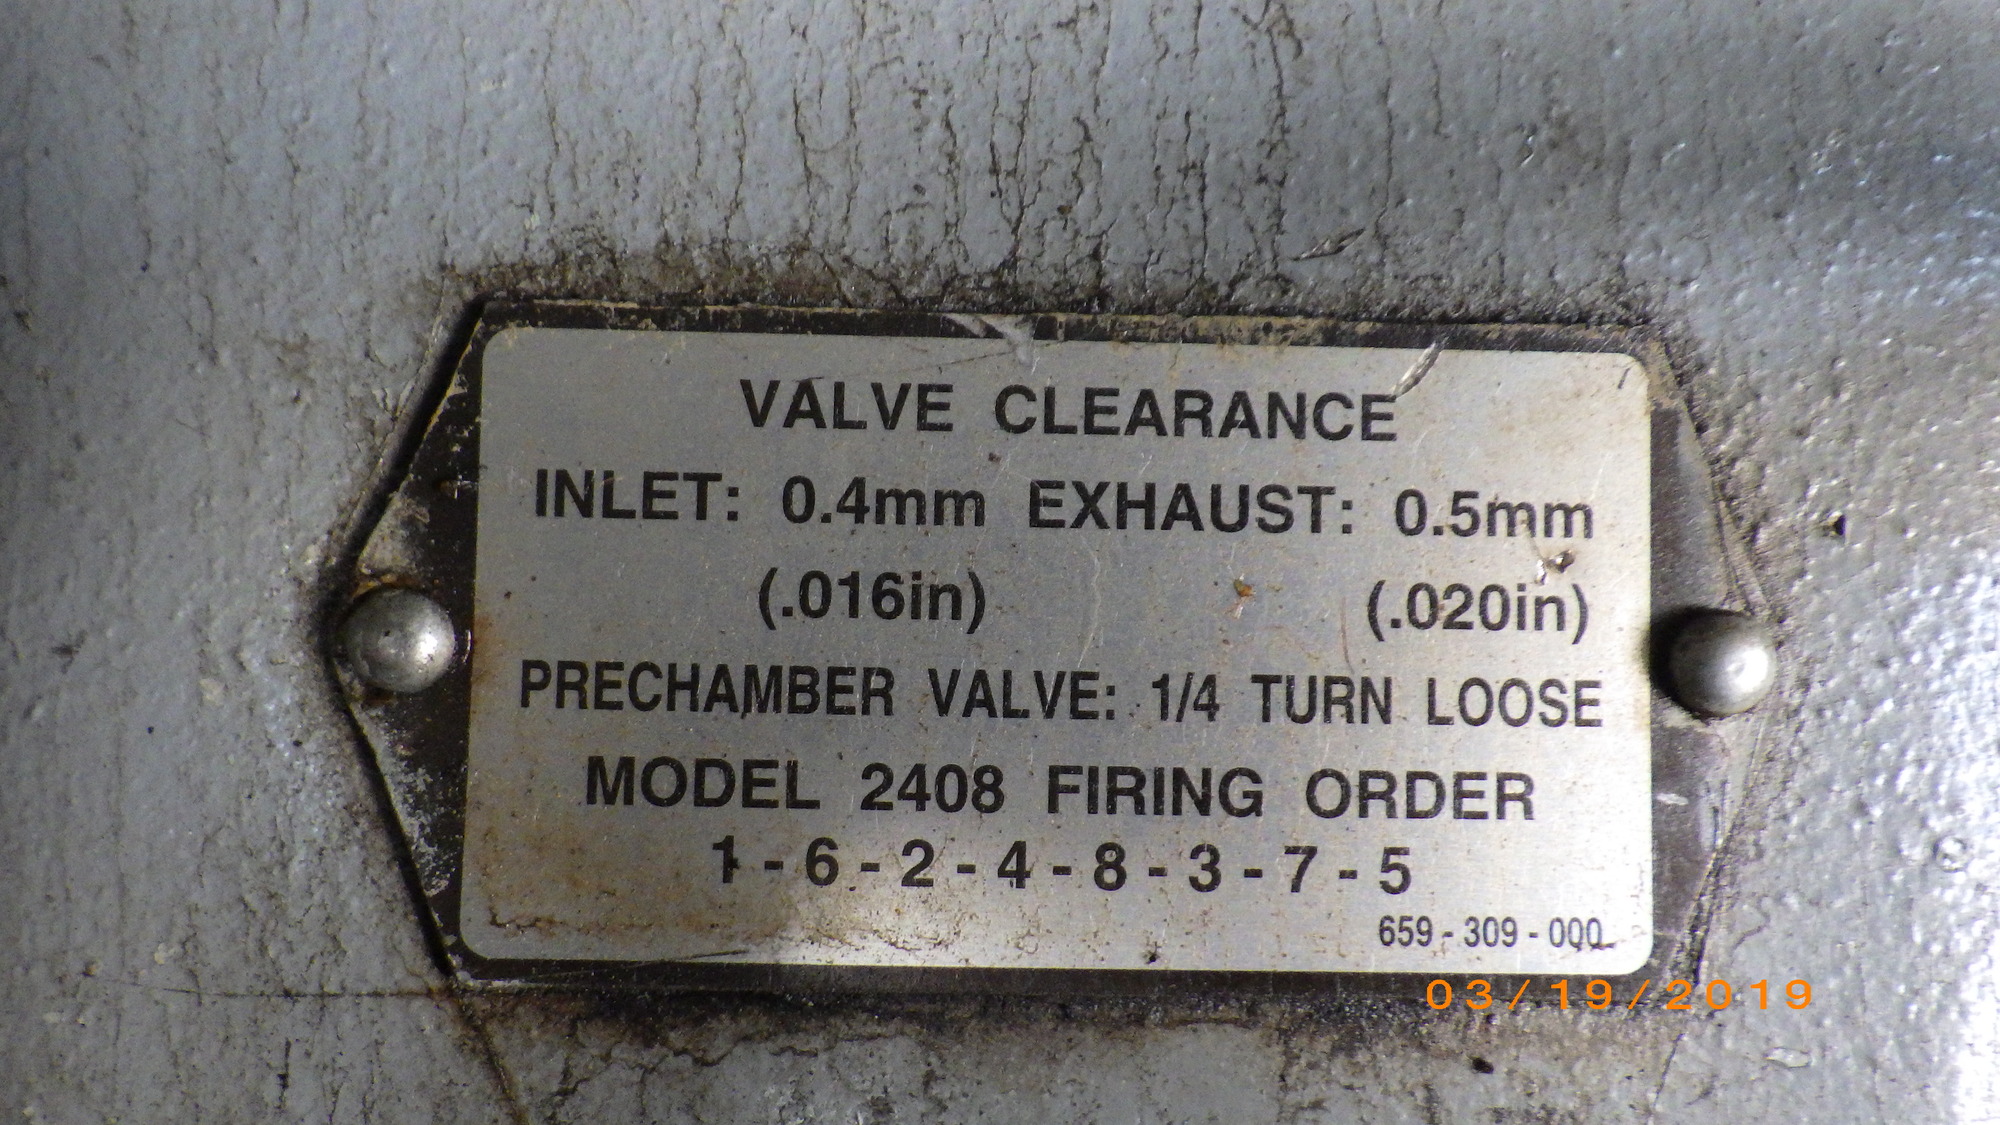 VALVE CLEARANCE
INLET: 0.4mm EXHAUST: 0.5mm
(.016in) (.020in)
PRECHAMBER VALVE: 1/4 TURN LOOSE
MODEL 2408 FIRING ORDER
1 - 6 - 2 - 4 - 8 - 3 - 7 - 5
659 - 309 - 000
03/19/2019